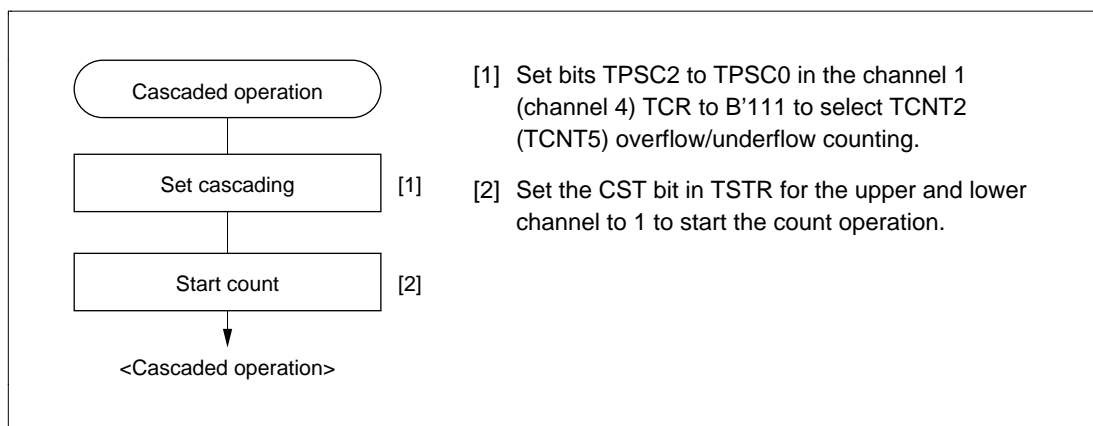 Cascaded operation
Set cascading [1]
Start count [2]
<Cascaded operation>
[1] Set bits TPSC2 to TPSC0 in the channel 1
(channel 4) TCR to B’111 to select TCNT2
(TCNT5) overflow/underflow counting.
[2] Set the CST bit in TSTR for the upper and lower
channel to 1 to start the count operation.